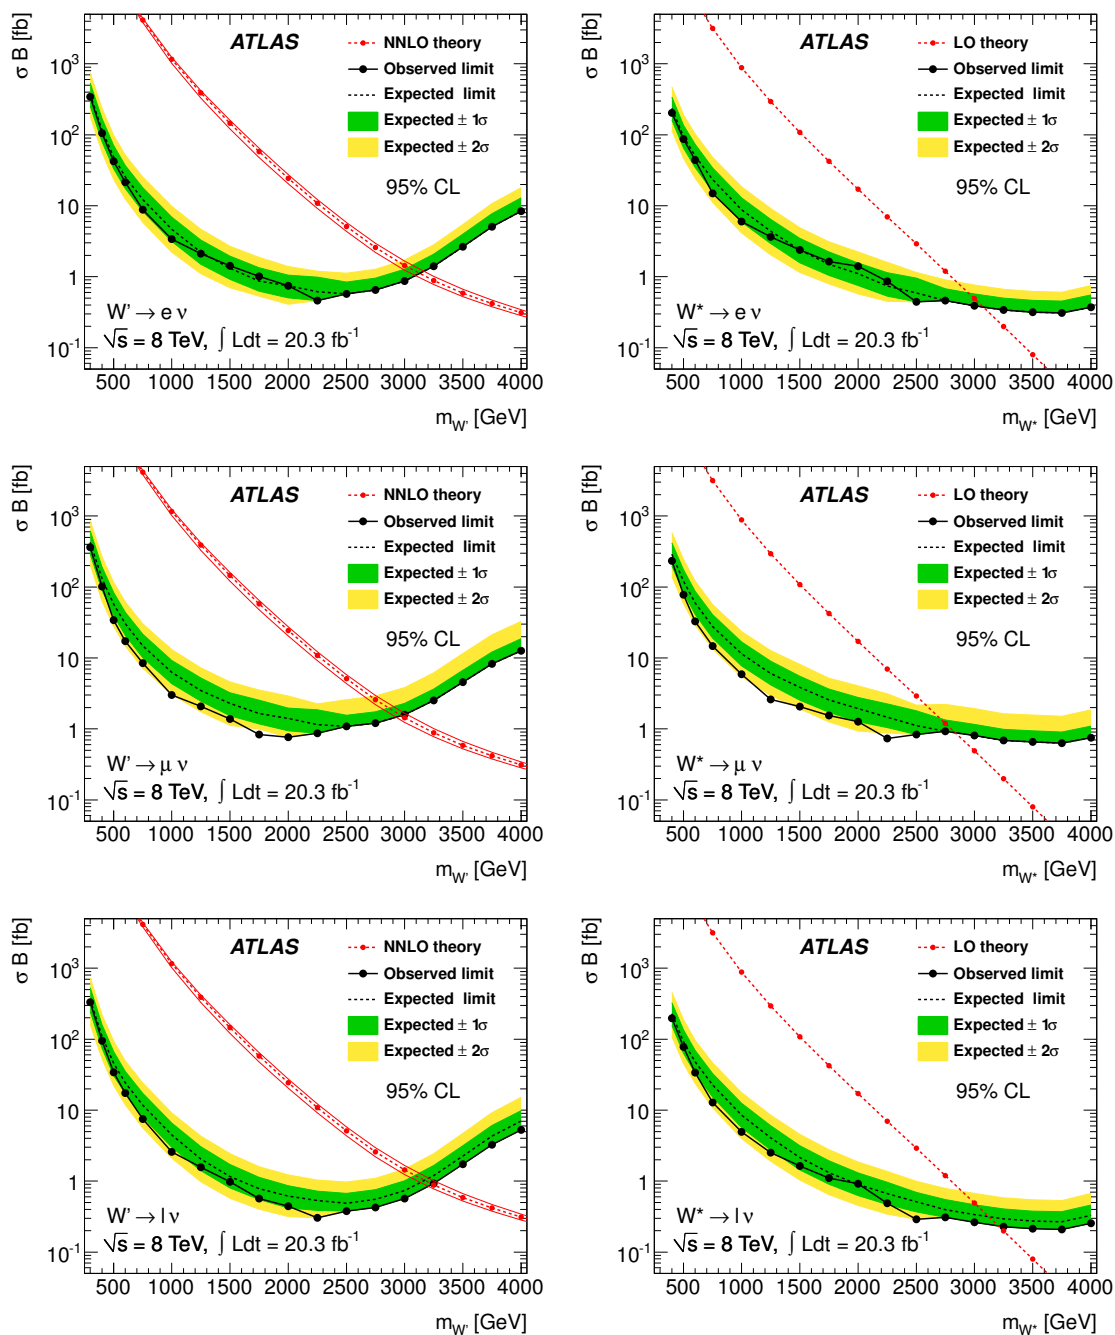 σ B [fb]
ATLAS
NNLO theory
Observed limit
Expected limit
Expected ± 1σ
Expected ± 2σ
95% CL
W' → e ν
√s = 8 TeV, ∫ Ldt = 20.3 fb⁻¹
10³
10²
10
1
10⁻¹
500 1000 1500 2000 2500 3000 3500 4000
m_W' [GeV]
σ B [fb]
ATLAS
LO theory
Observed limit
Expected limit
Expected ± 1σ
Expected ± 2σ
95% CL
W* → e ν
√s = 8 TeV, ∫ Ldt = 20.3 fb⁻¹
10³
10²
10
1
10⁻¹
500 1000 1500 2000 2500 3000 3500 4000
m_W* [GeV]
σ B [fb]
ATLAS
NNLO theory
Observed limit
Expected limit
Expected ± 1σ
Expected ± 2σ
95% CL
W' → μ ν
√s = 8 TeV, ∫ Ldt = 20.3 fb⁻¹
10³
10²
10
1
10⁻¹
500 1000 1500 2000 2500 3000 3500 4000
m_W' [GeV]
σ B [fb]
ATLAS
LO theory
Observed limit
Expected limit
Expected ± 1σ
Expected ± 2σ
95% CL
W* → μ ν
√s = 8 TeV, ∫ Ldt = 20.3 fb⁻¹
10³
10²
10
1
10⁻¹
500 1000 1500 2000 2500 3000 3500 4000
m_W* [GeV]
σ B [fb]
ATLAS
NNLO theory
Observed limit
Expected limit
Expected ± 1σ
Expected ± 2σ
95% CL
W' → l ν
√s = 8 TeV, ∫ Ldt = 20.3 fb⁻¹
10³
10²
10
1
10⁻¹
500 1000 1500 2000 2500 3000 3500 4000
m_W' [GeV]
σ B [fb]
ATLAS
LO theory
Observed limit
Expected limit
Expected ± 1σ
Expected ± 2σ
95% CL
W* → l ν
√s = 8 TeV, ∫ Ldt = 20.3 fb⁻¹
10³
10²
10
1
10⁻¹
500 1000 1500 2000 2500 3000 3500 4000
m_W* [GeV]